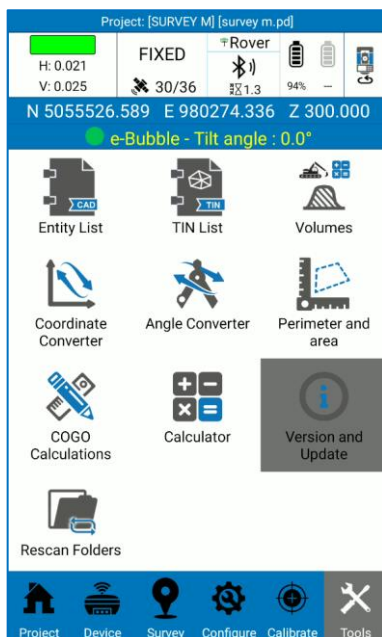 Project: [SURVEY M] [survey m.pd]
H: 0.021
V: 0.025
FIXED
30/36
Rover
1.3
94%
--
N 5055526.589 E 980274.336 Z 300.000
e-Bubble - Tilt angle : 0.0°
CAD
TIN
Entity List
TIN List
Volumes
Coordinate
Converter
Angle Converter
Perimeter and
area
COGO
Calculations
Calculator
Version and
Update
Rescan Folders
Project Device Survey Configure Calibrate Tools